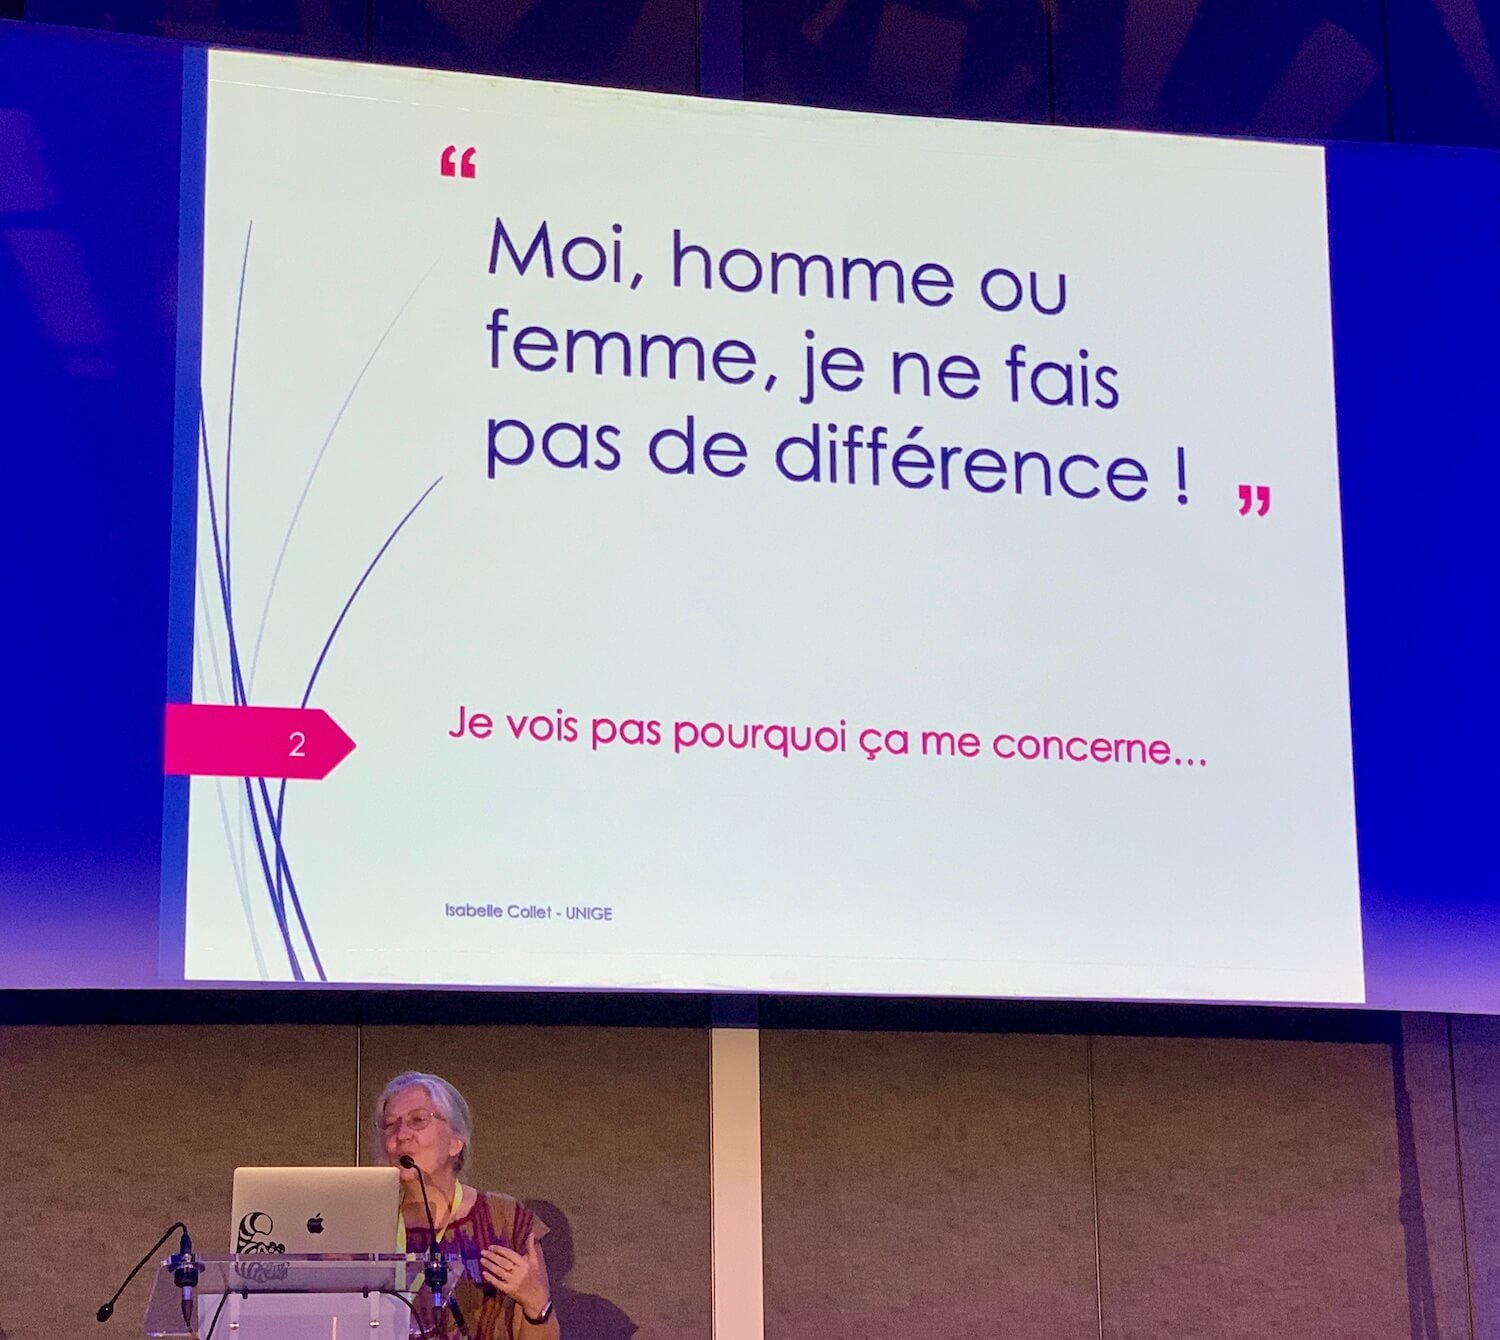 “
Moi, homme ou
femme, je ne fais
pas de différence !
”
Je vois pas pourquoi ça me concerne...
2
Isabelle Collet - UNIGE